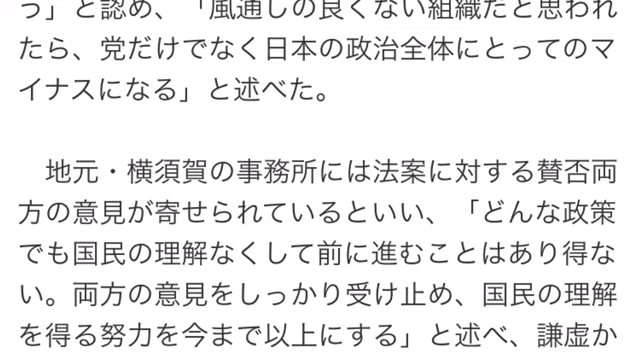 う」と認め、「風通しの良くない組織だと思われ
たら、党だけでなく日本の政治全体にとってのマ
イナスになる」と述べた。
地元・横須賀の事務所には法案に対する賛否両
方の意見が寄せられているといい、「どんな政策
でも国民の理解なくして前に進むことはあり得な
い。両方の意見をしっかり受け止め、国民の理解
を得る努力を今まで以上にする」と述べ、謙虚か